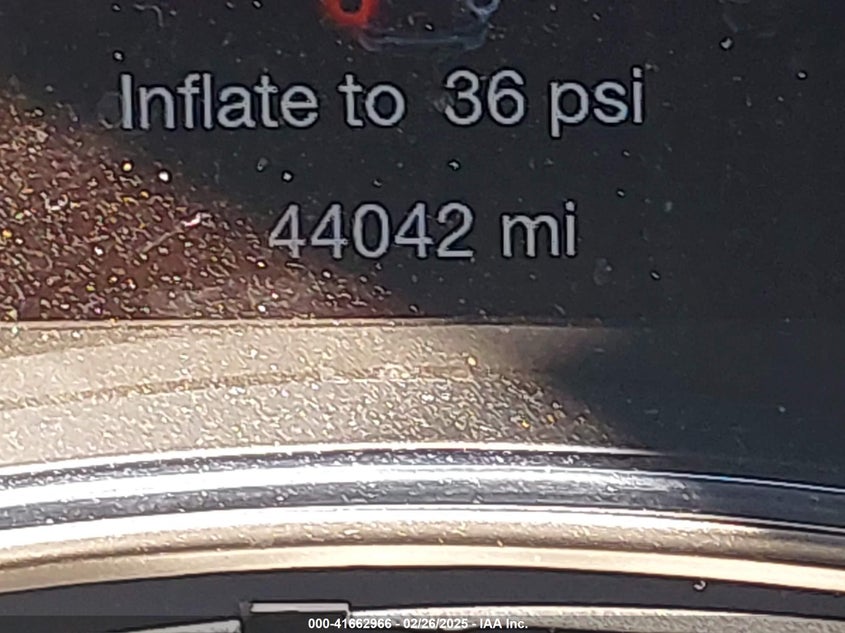 Inflate to 36 psi
44042 mi
000-41662966 - 02/26/2025 - IAA Inc.